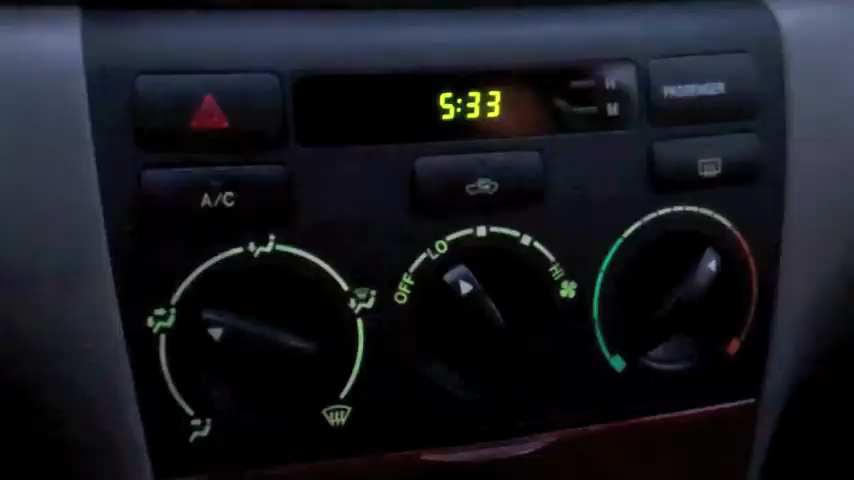 5:33
H
M
PASSENGER
A/C
OFF
LO
HI